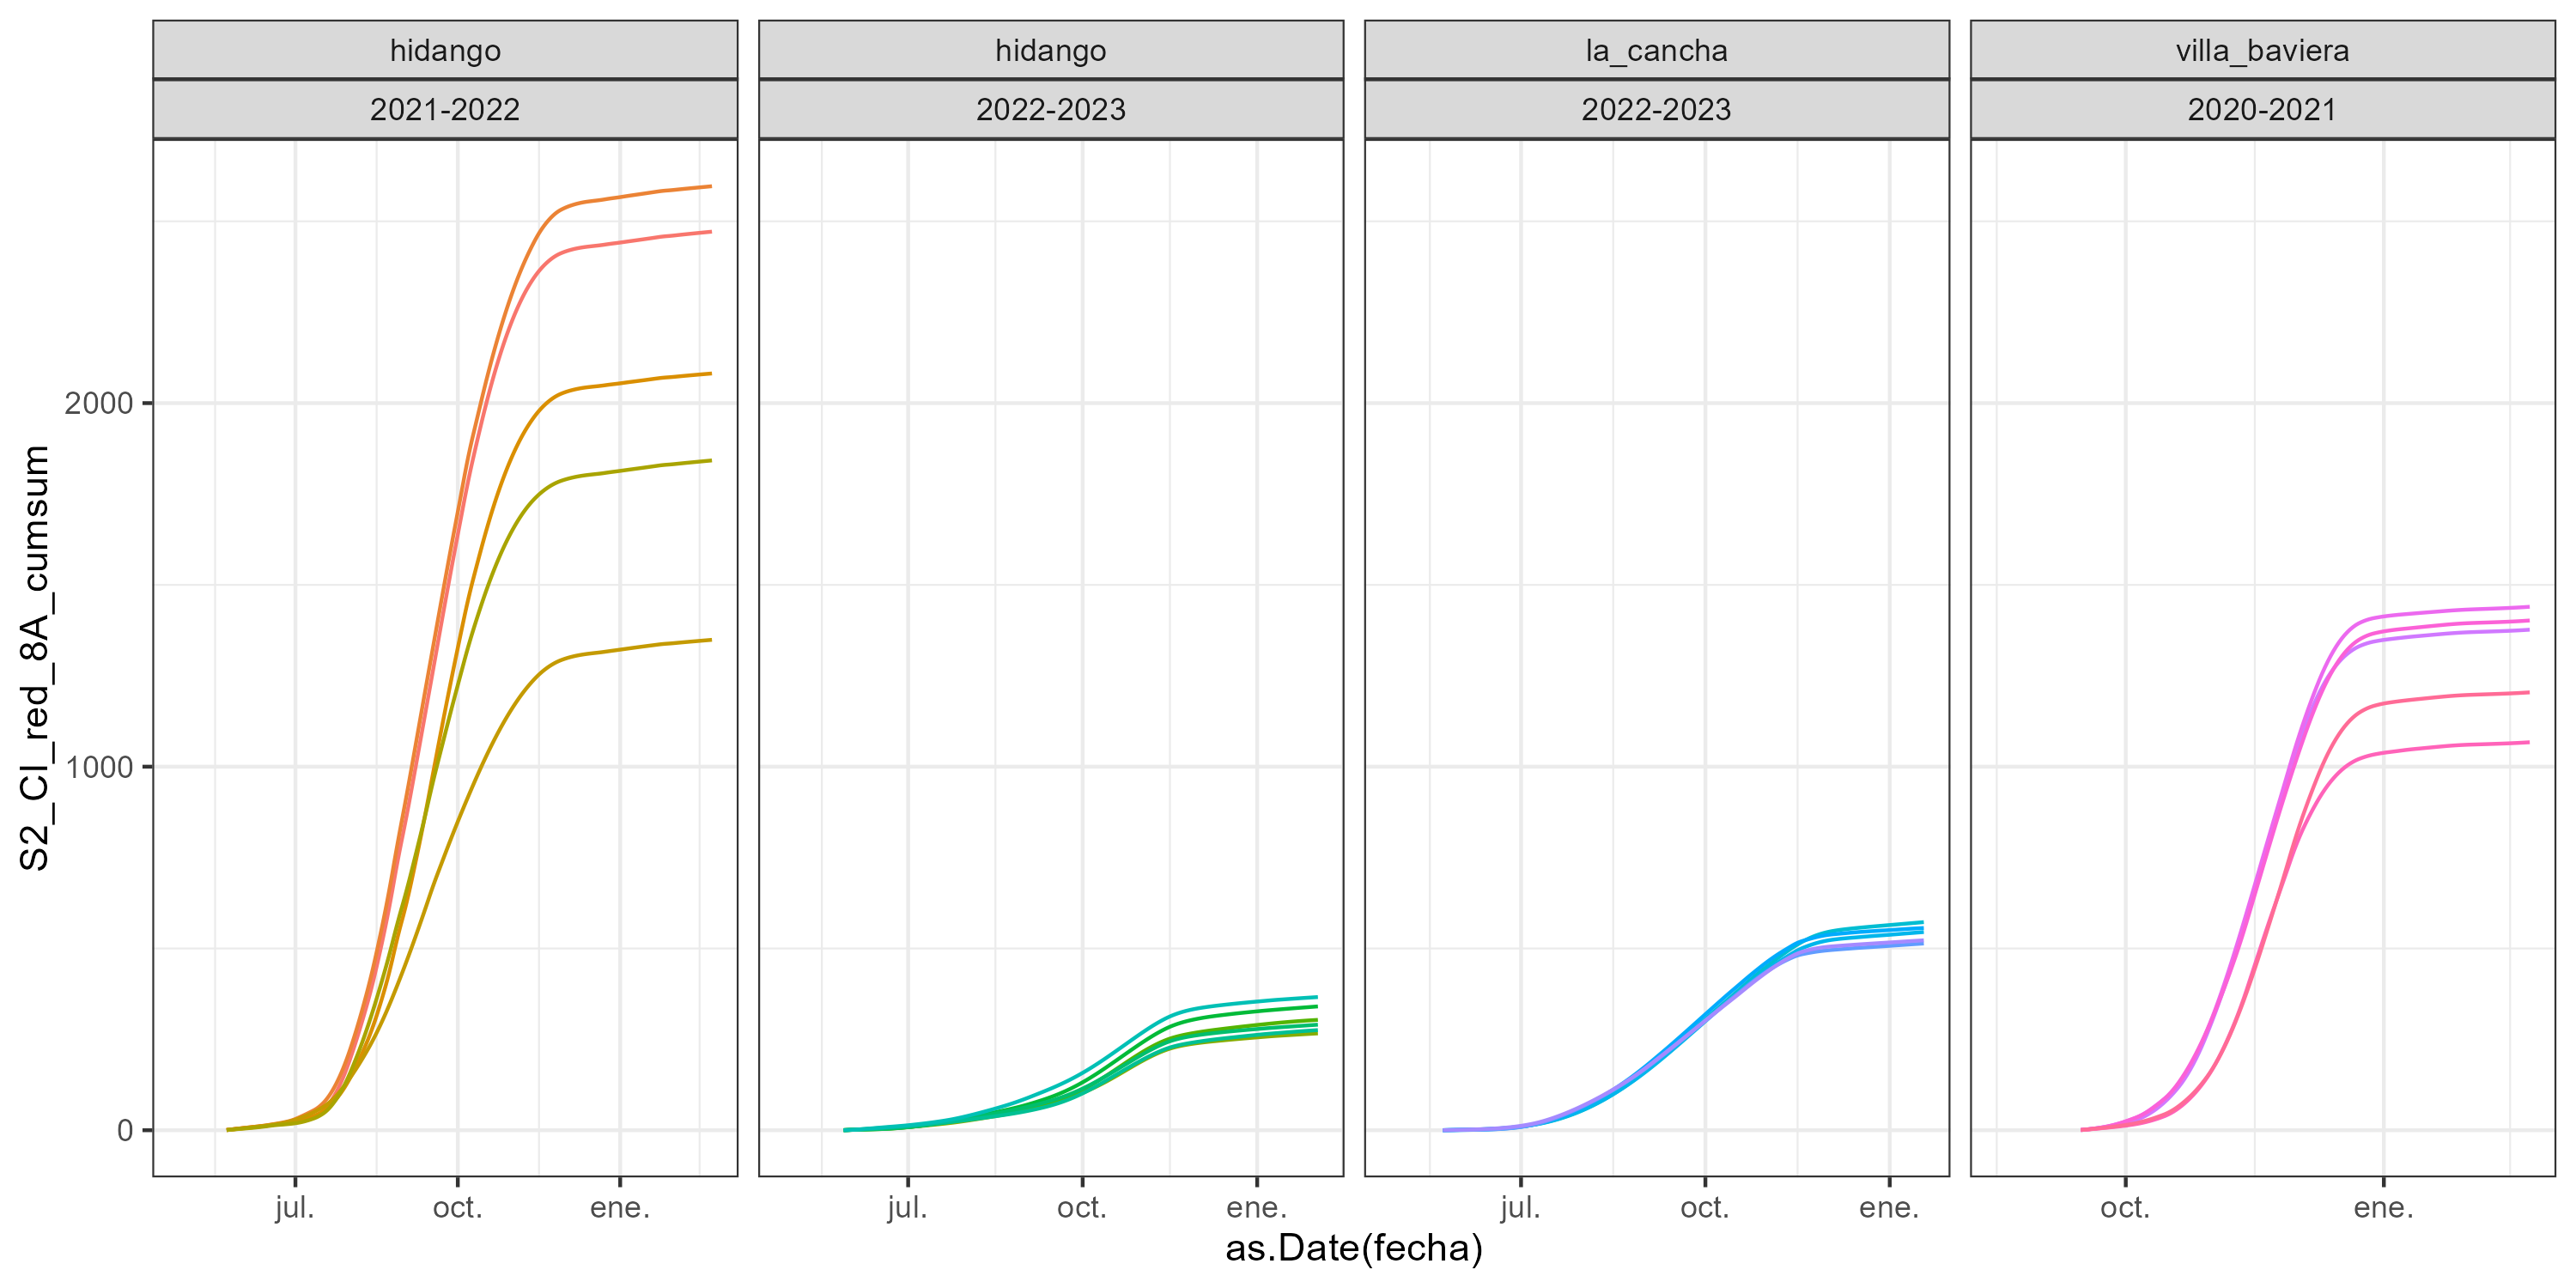 hidango
hidango
la_cancha
villa_baviera
2021-2022
2022-2023
2022-2023
2020-2021
S2_CI_red_8A_cumsum
2000
1000
0
jul.
oct.
ene.
jul.
oct.
ene.
jul.
oct.
ene.
oct.
ene.
as.Date(fecha)